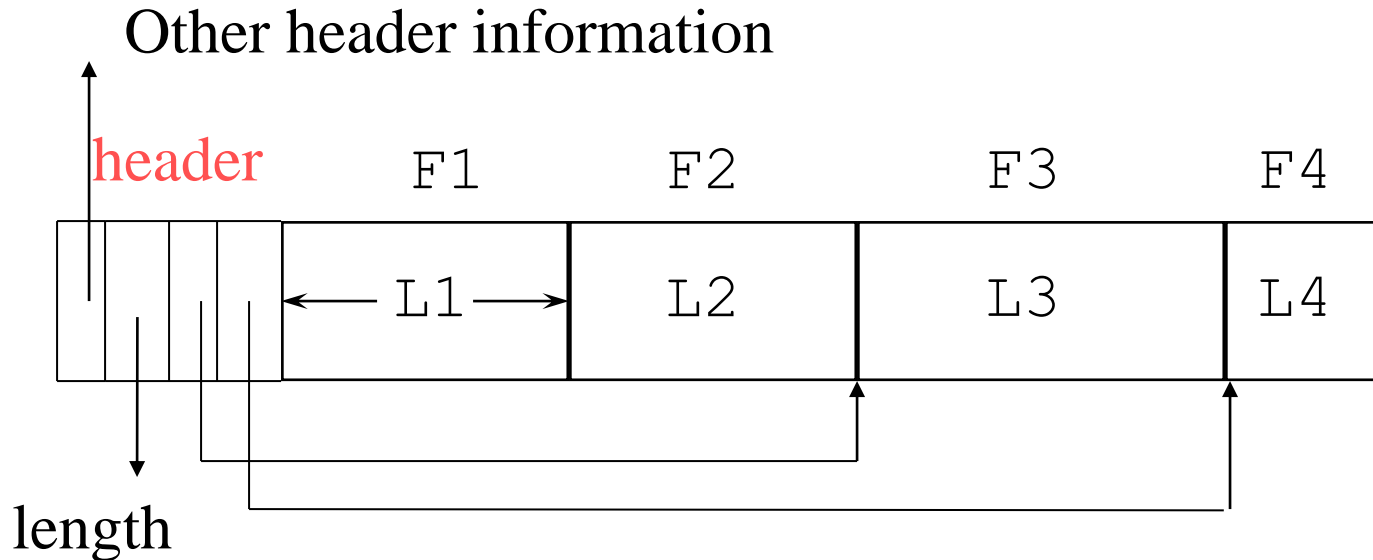 Other header information
header
F1 F2 F3 F4
L1 L2 L3 L4
length